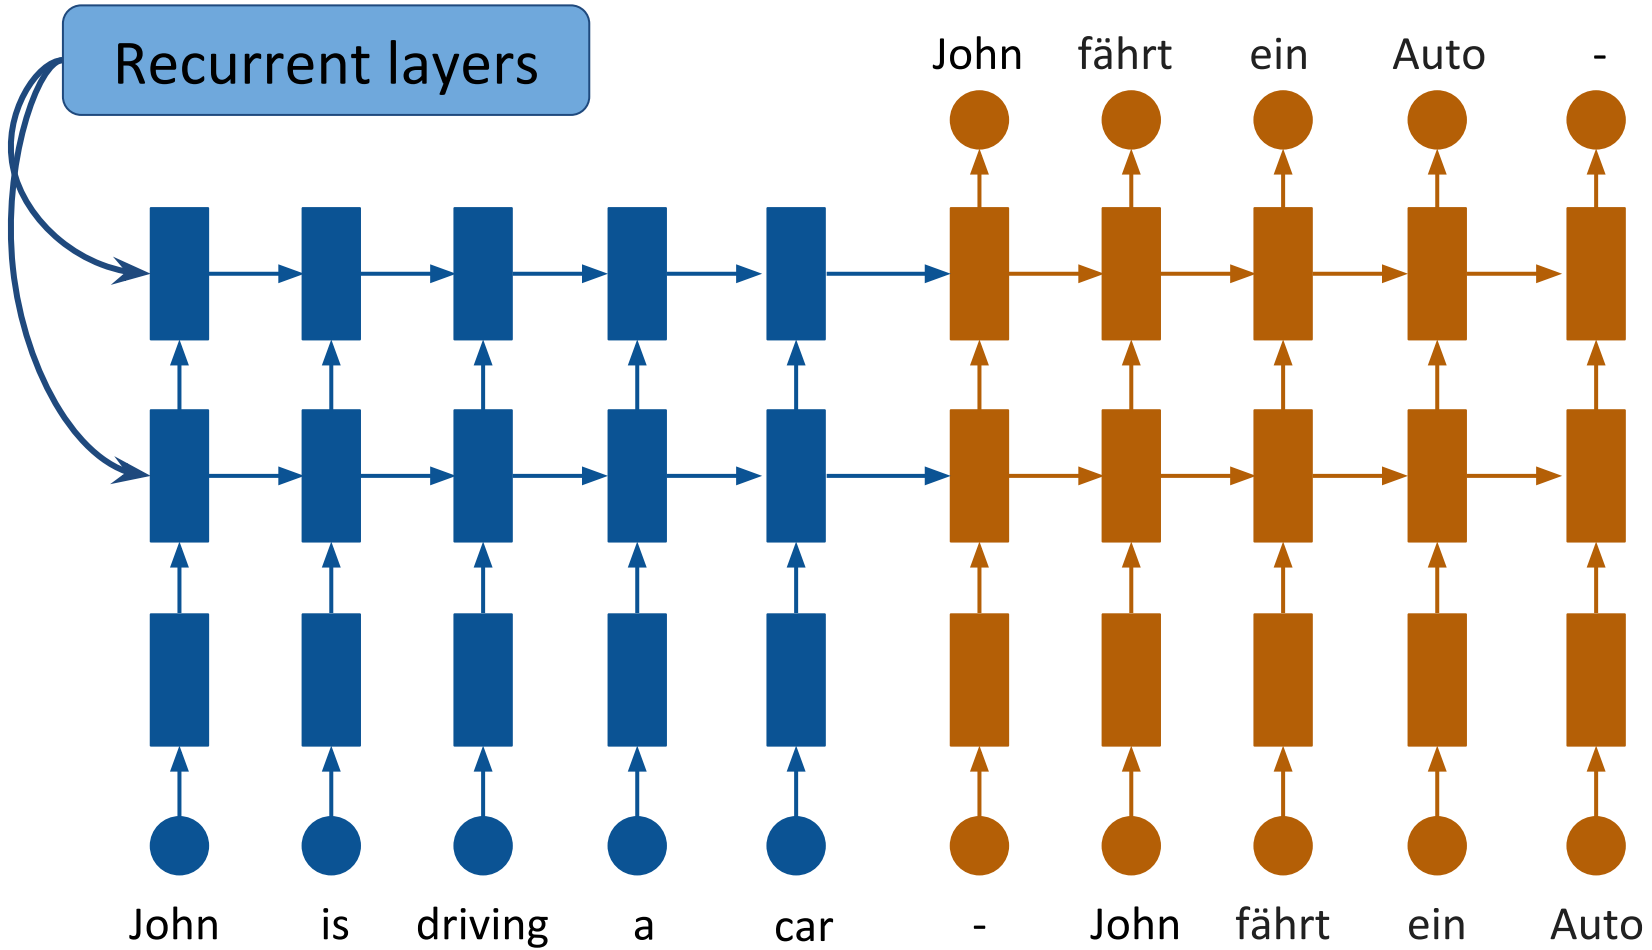 Recurrent layers
John fährt ein Auto -
John is driving a car - John fährt ein Auto